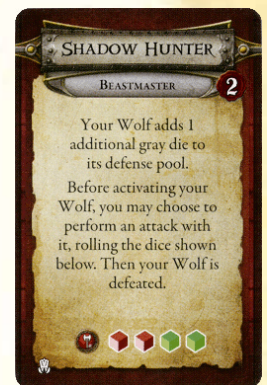 SHADOW HUNTER
BEASTMASTER
2
Your Wolf adds 1
additional gray die to
its defense pool.
Before activating your
Wolf, you may choose to
perform an attack with
it, rolling the dice shown
below. Then your Wolf is
defeated.